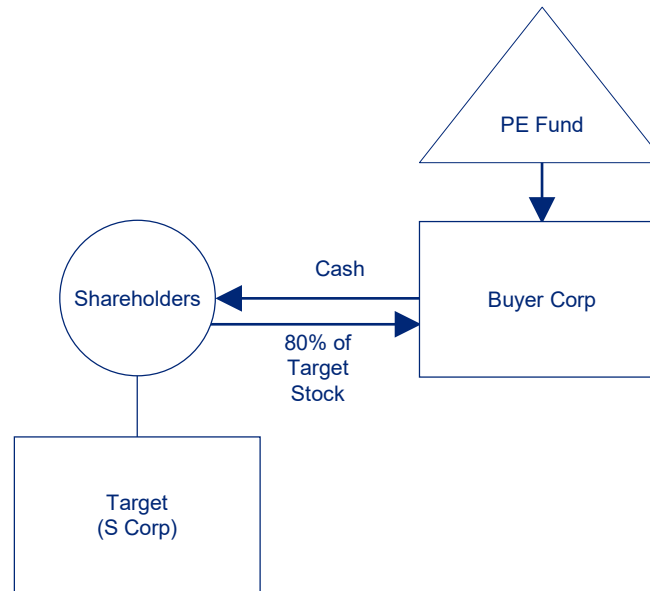 PE Fund
Cash
Shareholders
Buyer Corp
80% of
Target
Stock
Target
(S Corp)